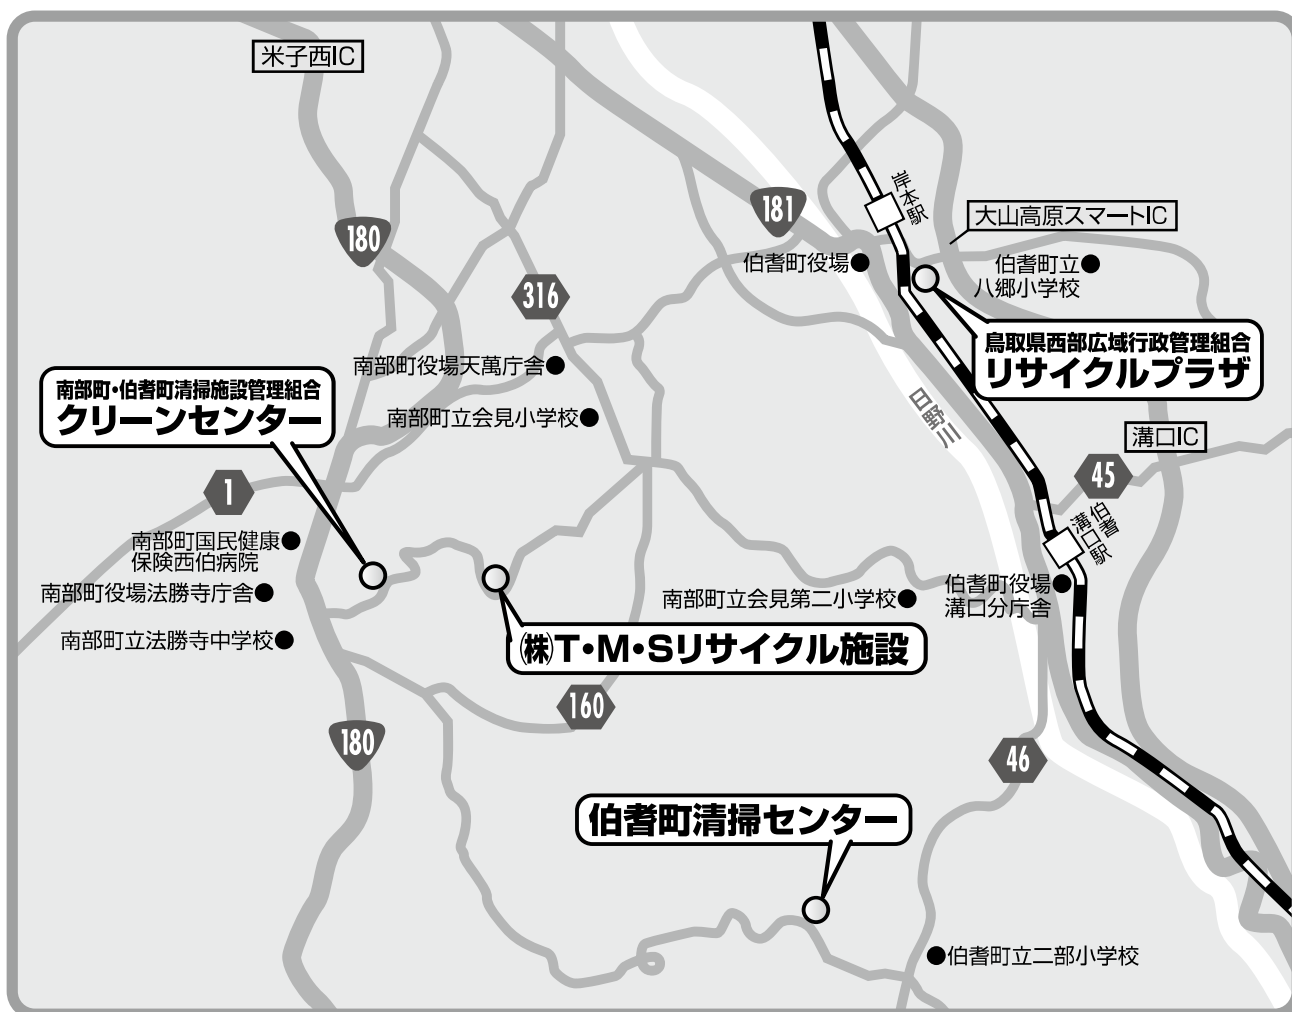 米子西IC
180
181
岸本駅
大山高原スマートIC
伯耆町役場
伯耆町立
八郷小学校
316
鳥取県西部広域行政管理組合
リサイクルプラザ
南部町役場天萬庁舎
南部町・伯耆町清掃施設管理組合
クリーンセンター
南部町立会見小学校
日野川
溝口IC
45
1
伯耆
溝口駅
南部町国民健康
保険西伯病院
南部町役場法勝寺庁舎
南部町立会見第二小学校
伯耆町役場
溝口分庁舎
南部町立法勝寺中学校
㈱T・M・Sリサイクル施設
160
180
46
伯耆町清掃センター
伯耆町立二部小学校